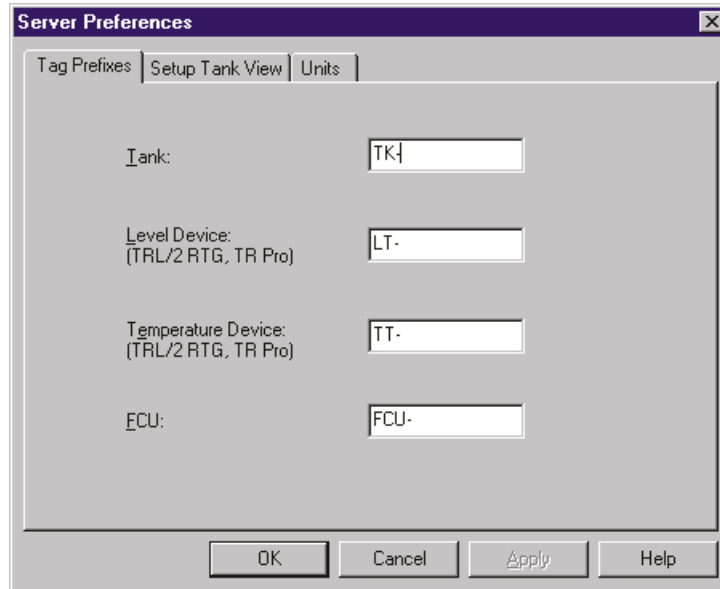 Server Preferences
Tag Prefixes Setup Tank View Units
Tank: TK-
Level Device: LT-
(TRL/2 RTG, TR Pro)
Temperature Device: TT-
(TRL/2 RTG, TR Pro)
FCU: FCU-
OK Cancel Apply Help